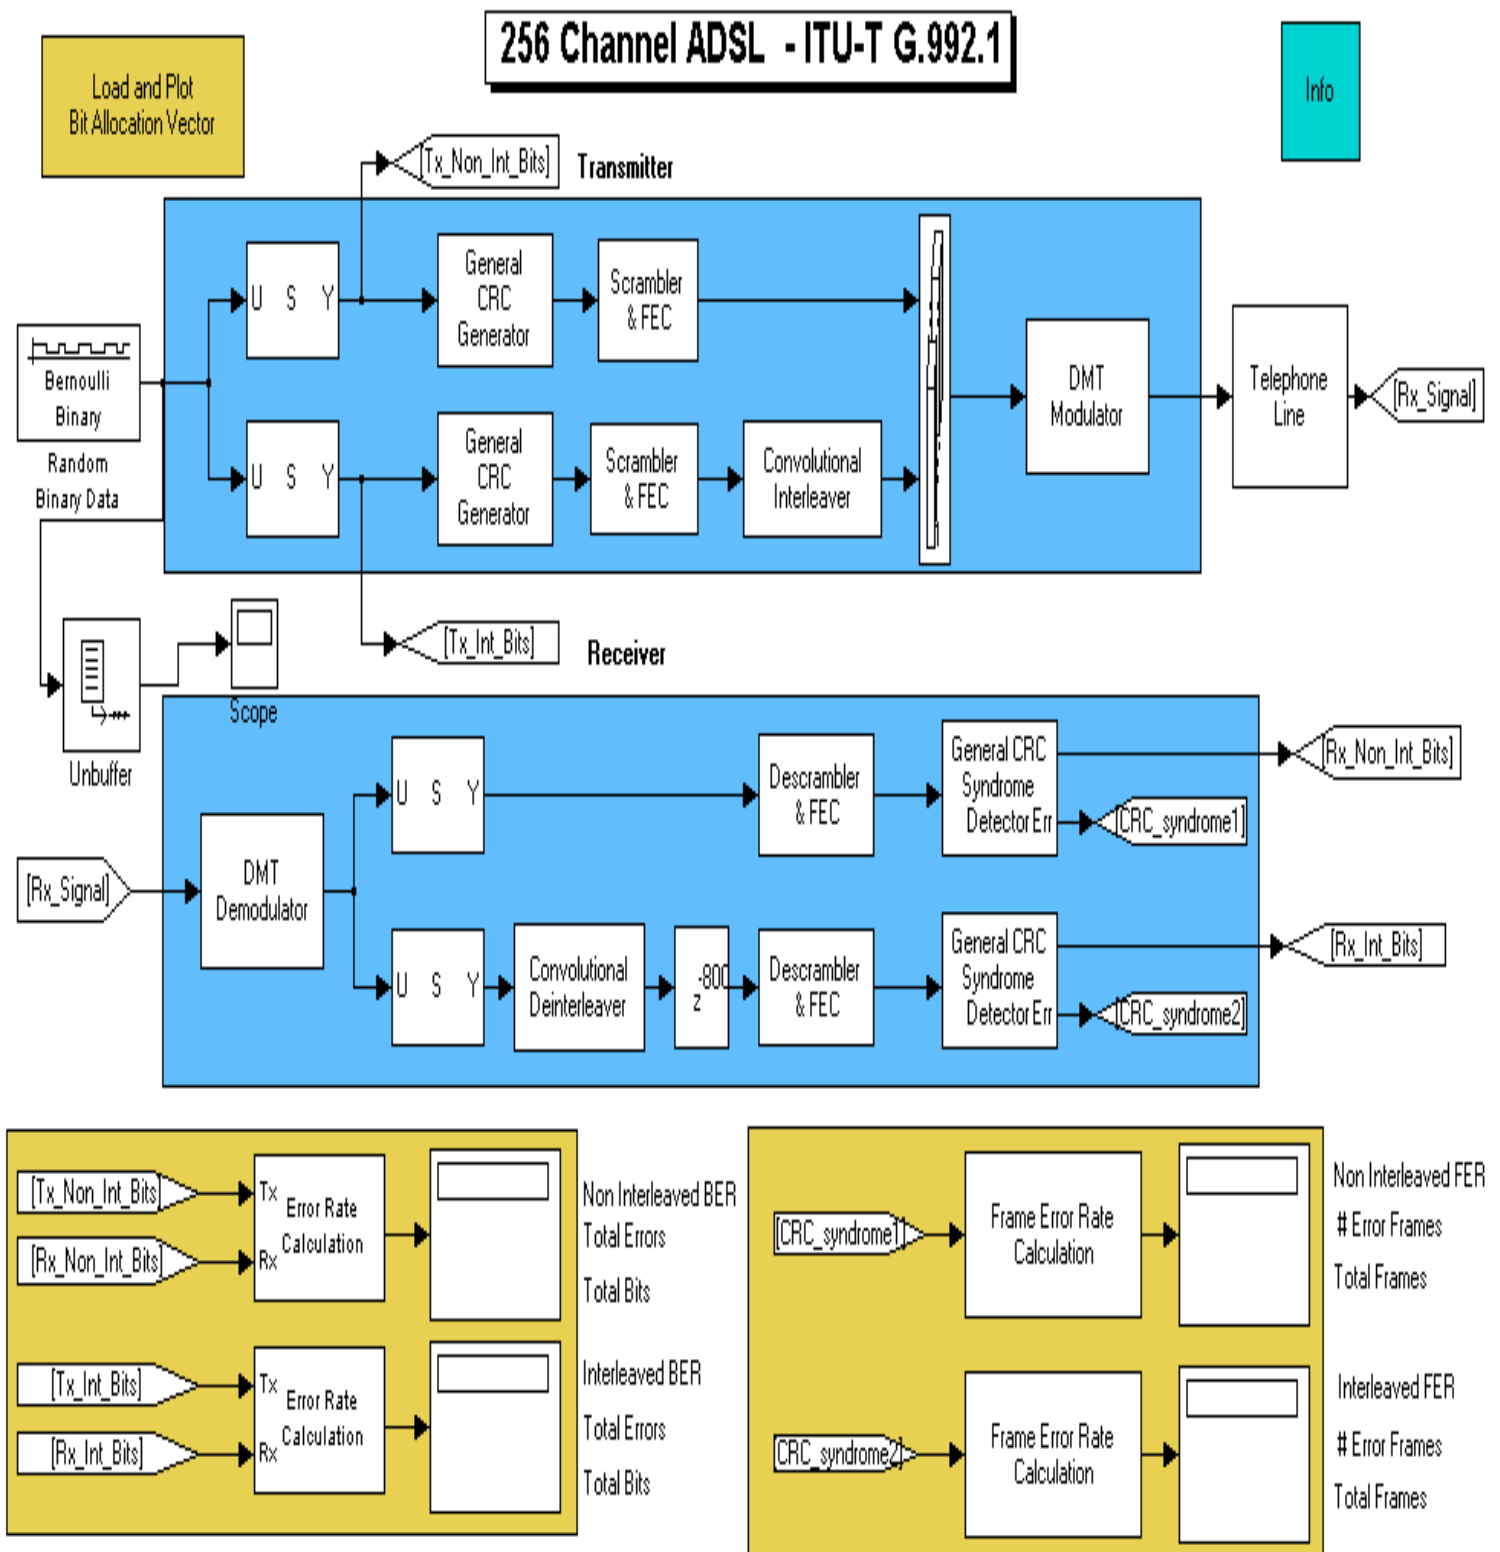 256 Channel ADSL - ITU-T G.992.1
Load and Plot
Bit Allocation Vector
Info
[Tx_Non_Int_Bits]
Transmitter
U S Y
General
CRC
Generator
Scrambler
& FEC
Bernoulli
Binary
Random
Binary Data
DMT
Modulator
Telephone
Line
[Rx_Signal]
U S Y
General
CRC
Generator
Scrambler
& FEC
Convolutional
Interleaver
[Tx_Int_Bits]
Receiver
Scope
Unbuffer
U S Y
Descrambler
& FEC
General CRC
Syndrome
Detector Err
[Rx_Non_Int_Bits]
[CRC_syndrome1]
[Rx_Signal]
DMT
Demodulator
U S Y
Convolutional
Deinterleaver
z-800
Descrambler
& FEC
General CRC
Syndrome
Detector Err
[Rx_Int_Bits]
[CRC_syndrome2]
[Tx_Non_Int_Bits]
[Rx_Non_Int_Bits]
Tx
Rx
Error Rate
Calculation
Non Interleaved BER
Total Errors
Total Bits
[Tx_Int_Bits]
[Rx_Int_Bits]
Tx
Rx
Error Rate
Calculation
Interleaved BER
Total Errors
Total Bits
[CRC_syndrome1]
Frame Error Rate
Calculation
Non Interleaved FER
# Error Frames
Total Frames
CRC_syndrome2]
Frame Error Rate
Calculation
Interleaved FER
# Error Frames
Total Frames